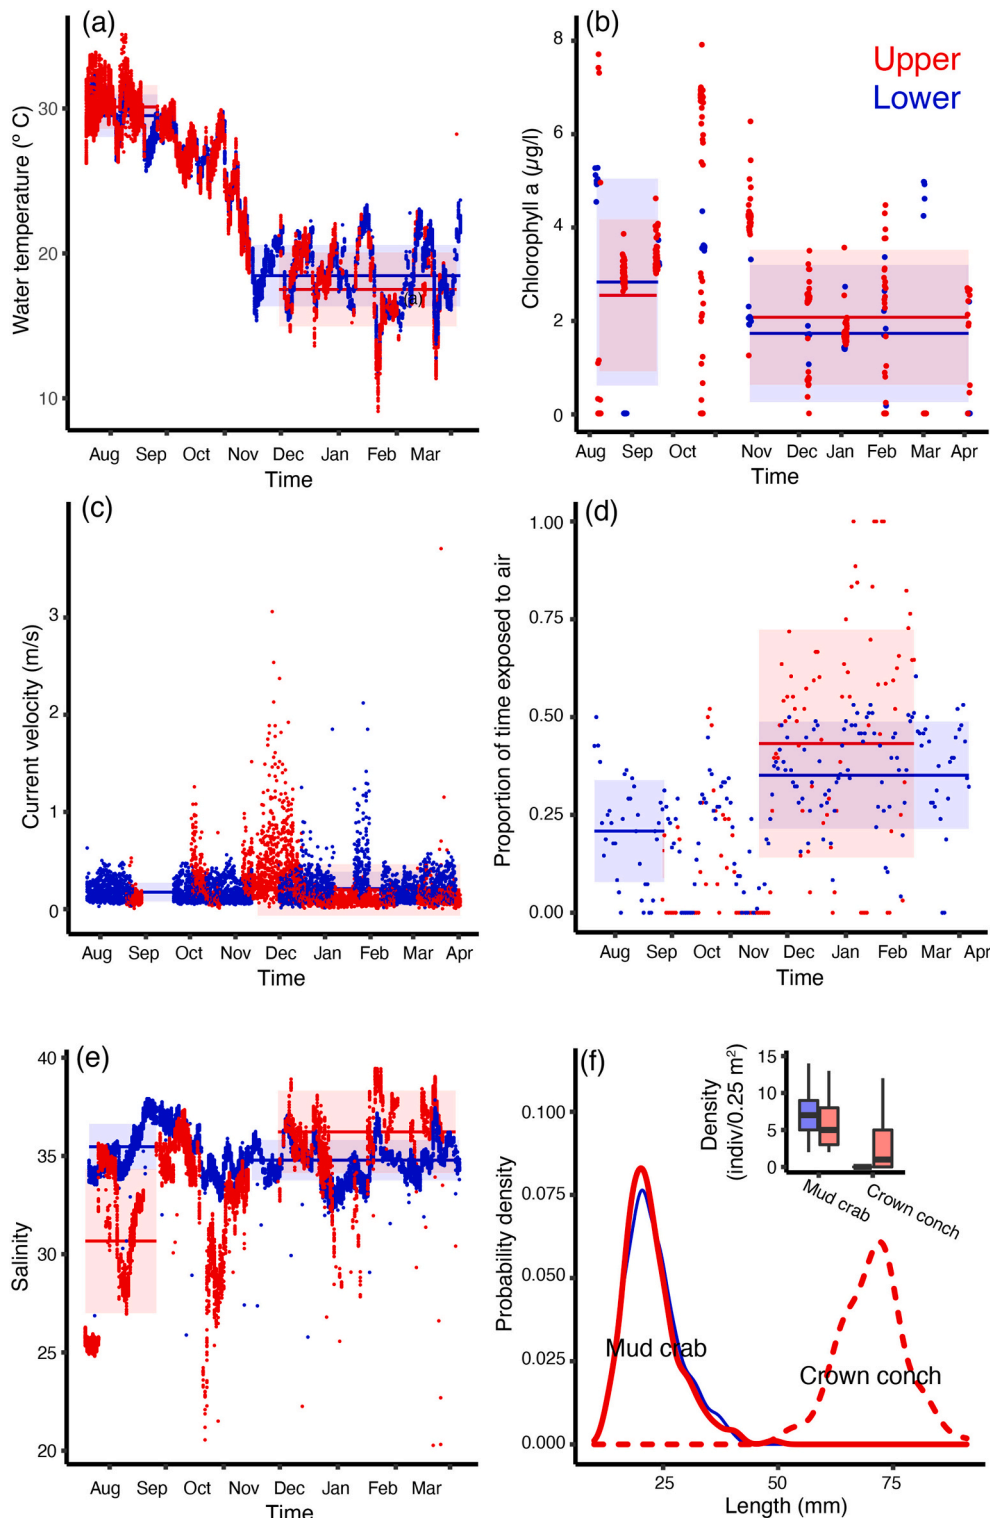 (a)
Water temperature (° C)
30
20
10
(a)
Aug Sep Oct Nov Dec Jan Feb Mar
Time
(b)
Upper
Lower
Chlorophyll a (µg/l)
8
6
4
2
0
Aug Sep Oct Nov Dec Jan Feb Mar Apr
Time
(c)
Current velocity (m/s)
3
2
1
0
Aug Sep Oct Nov Dec Jan Feb Mar Apr
Time
(d)
Proportion of time exposed to air
1.00
0.75
0.50
0.25
0.00
Aug Sep Oct Nov Dec Jan Feb Mar Apr
Time
(e)
Salinity
40
35
30
25
20
Aug Sep Oct Nov Dec Jan Feb Mar
Time
(f)
Probability density
0.100
0.075
0.050
0.025
0.000
Density
(indiv/0.25 m²)
15
10
5
0
Mud crab
Crown conch
Mud crab
Crown conch
25 50 75
Length (mm)